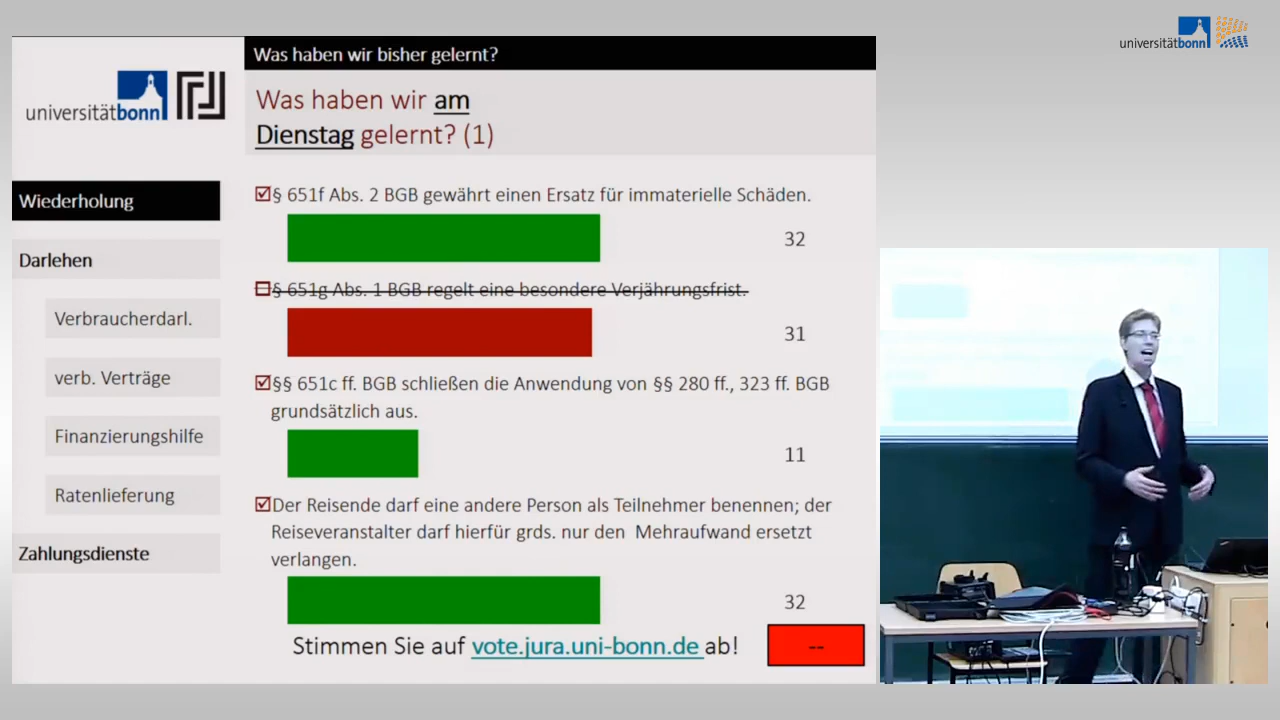 universitätbonn
Was haben wir bisher gelernt?
universitätbonn
Was haben wir am
Dienstag gelernt? (1)
Wiederholung
Darlehen
Verbraucherdarl.
verb. Verträge
Finanzierungshilfe
Ratenlieferung
Zahlungsdienste
§ 651f Abs. 2 BGB gewährt einen Ersatz für immaterielle Schäden.
32
§ 651g Abs. 1 BGB regelt eine besondere Verjährungsfrist.
31
§§ 651c ff. BGB schließen die Anwendung von §§ 280 ff., 323 ff. BGB
grundsätzlich aus.
11
Der Reisende darf eine andere Person als Teilnehmer benennen; der
Reiseveranstalter darf hierfür grds. nur den Mehraufwand ersetzt
verlangen.
32
Stimmen Sie auf vote.jura.uni-bonn.de ab!
--